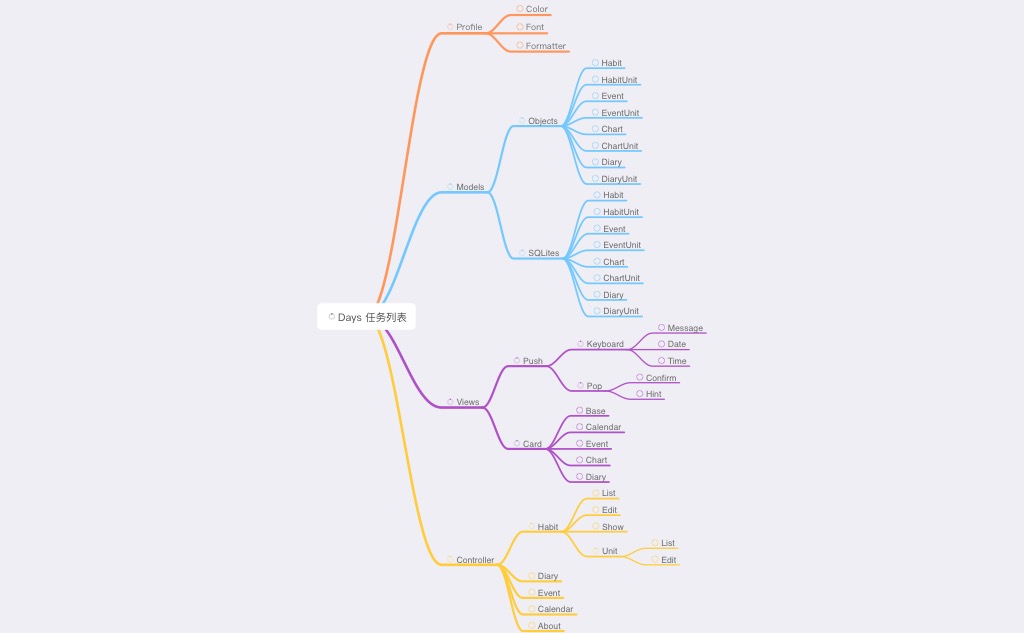 Color
Profile
Font
Formatter
Habit
HabitUnit
Event
EventUnit
Objects
Chart
ChartUnit
Diary
DiaryUnit
Models
Habit
HabitUnit
Event
EventUnit
SQLites
Chart
ChartUnit
Diary
DiaryUnit
Days 任务列表
Message
Keyboard
Date
Time
Push
Pop
Confirm
Hint
Views
Base
Calendar
Card
Event
Chart
Diary
List
Edit
Habit
Show
Unit
List
Edit
Controller
Diary
Event
Calendar
About